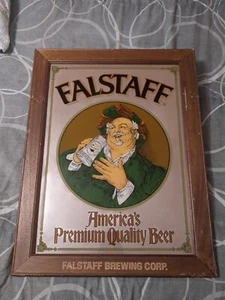 FALSTAFF
America's
Premium Quality Beer
FALSTAFF BREWING CORP.